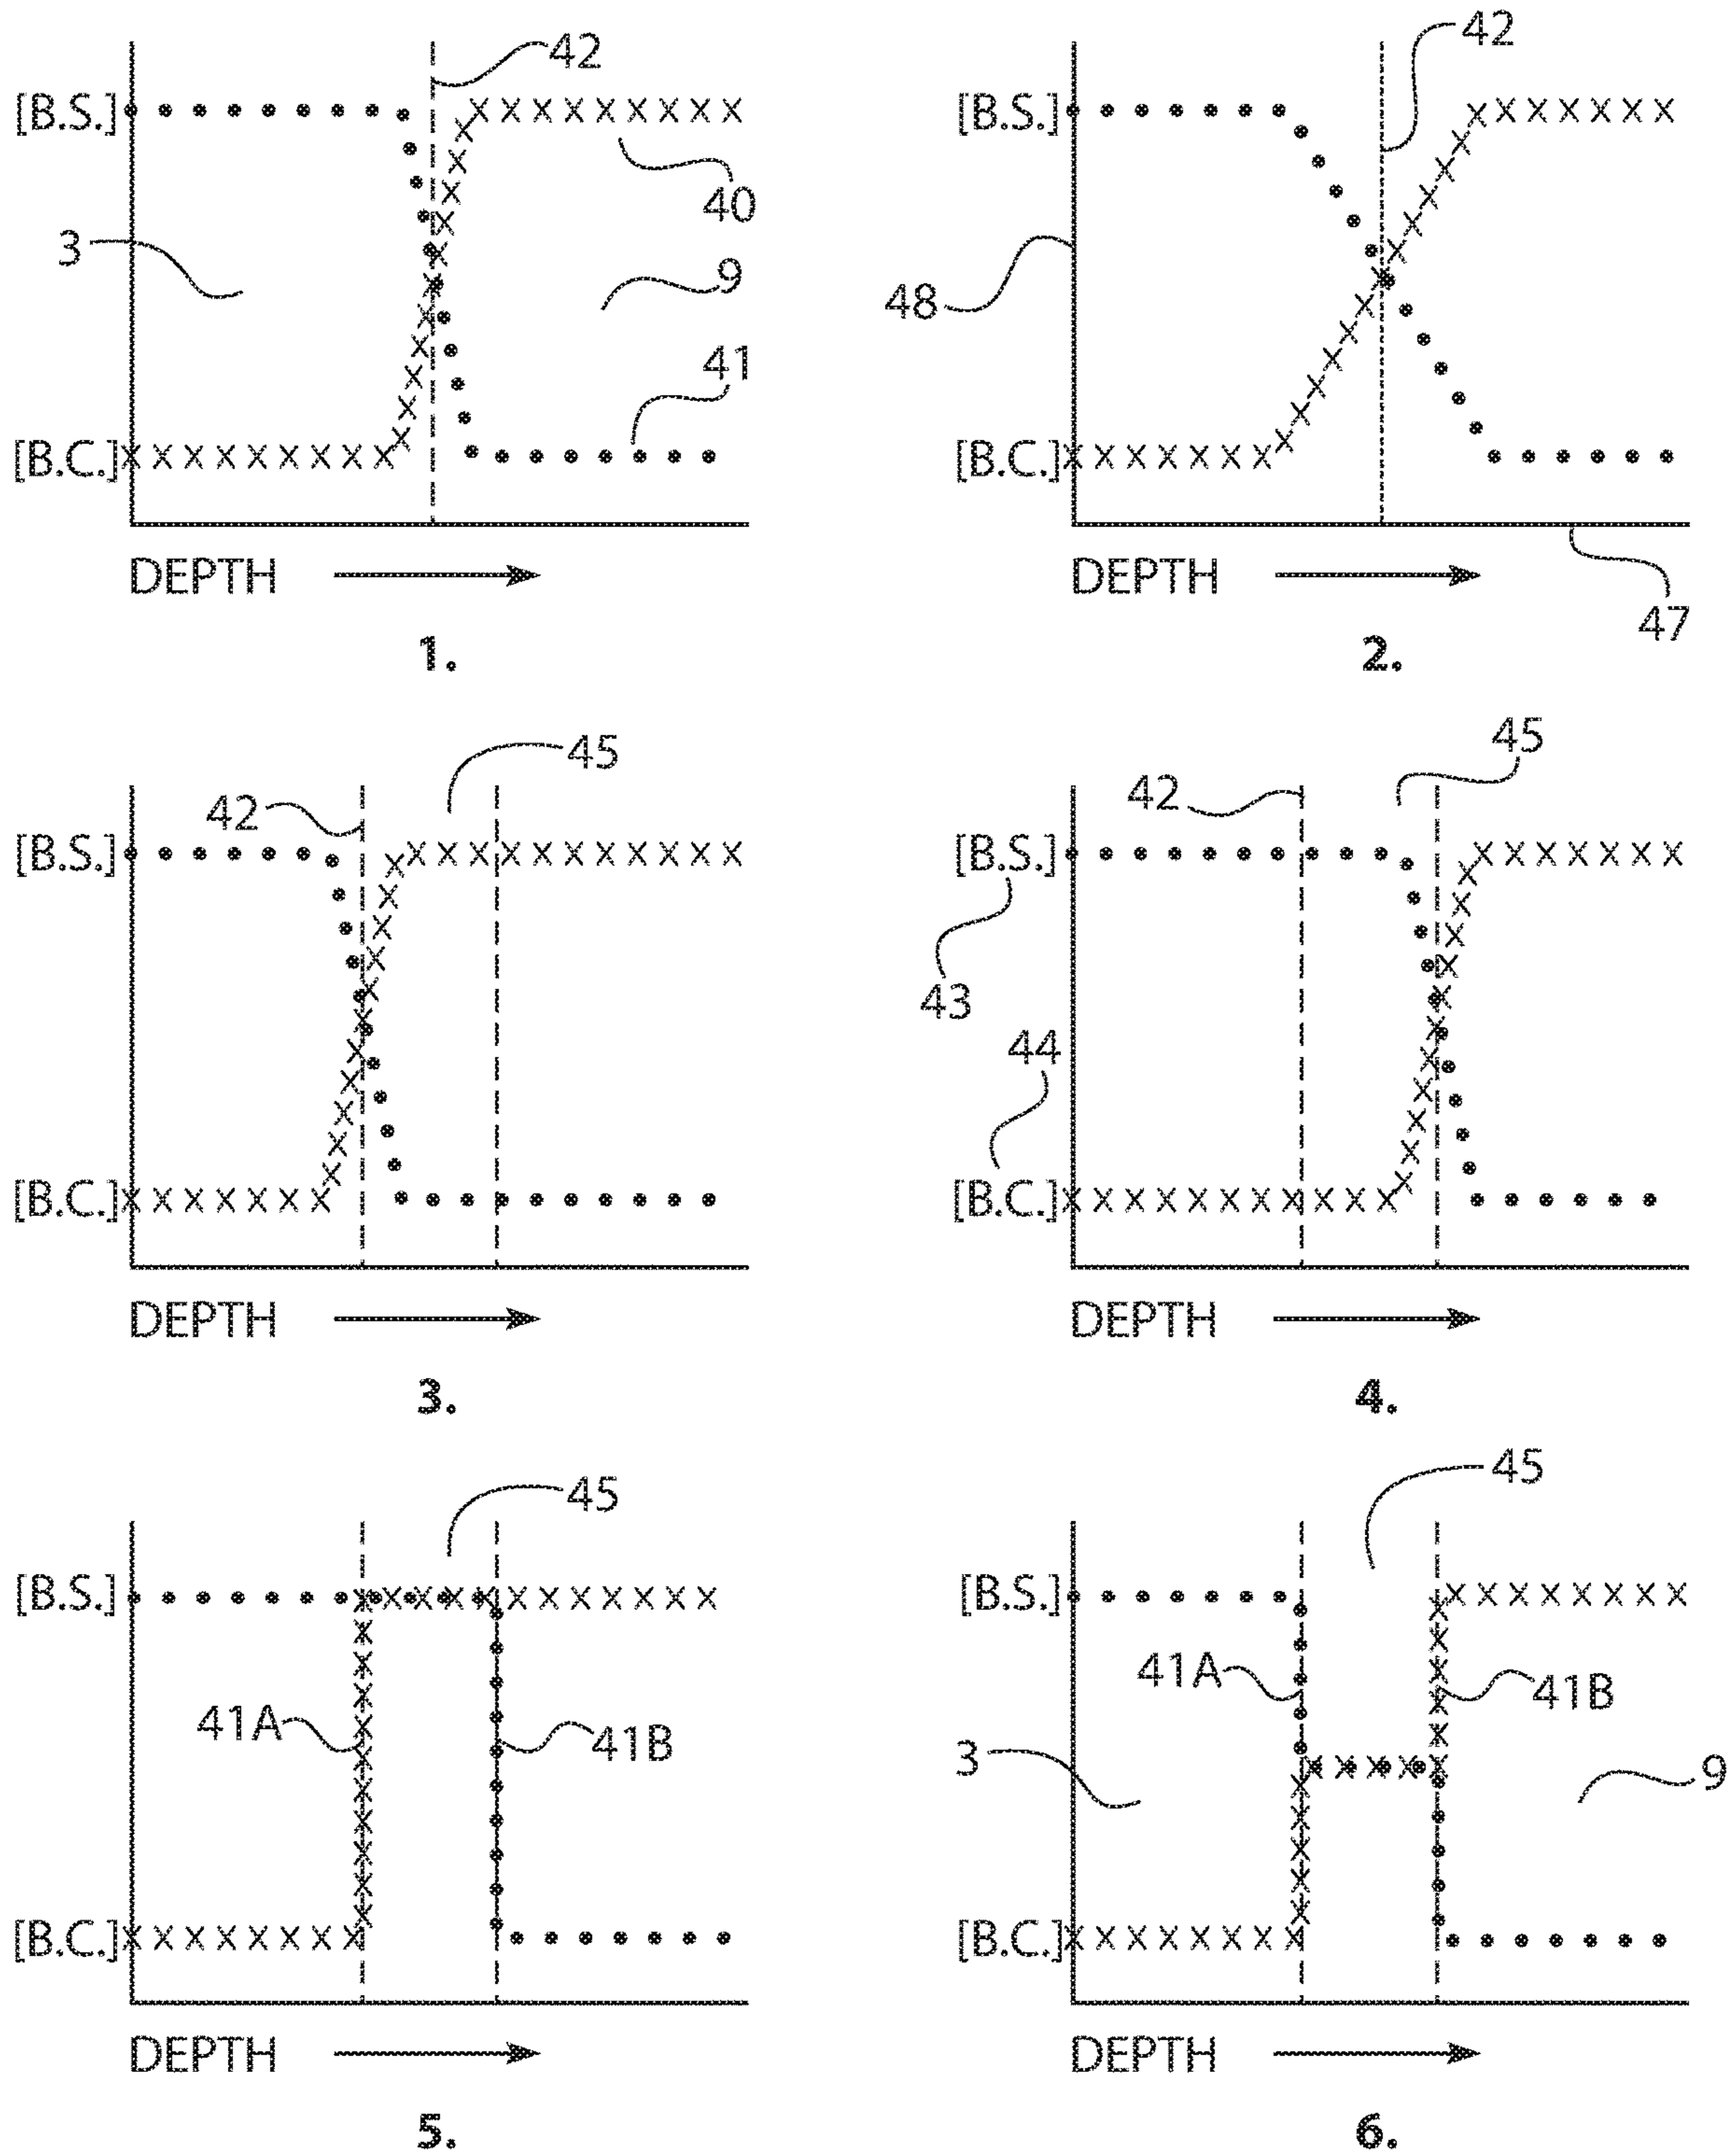 42
42
[B.S.]
[B.S.]
40
3
9
48
41
[B.C.]
[B.C.]
DEPTH
DEPTH
47
1.
2.
45
45
42
42
[B.S.]
[B.S.]
43
44
[B.C.]
[B.C.]
DEPTH
DEPTH
3.
4.
45
45
[B.S.]
[B.S.]
41A
41B
41A
41B
3
9
[B.C.]
[B.C.]
DEPTH
DEPTH
5.
6.